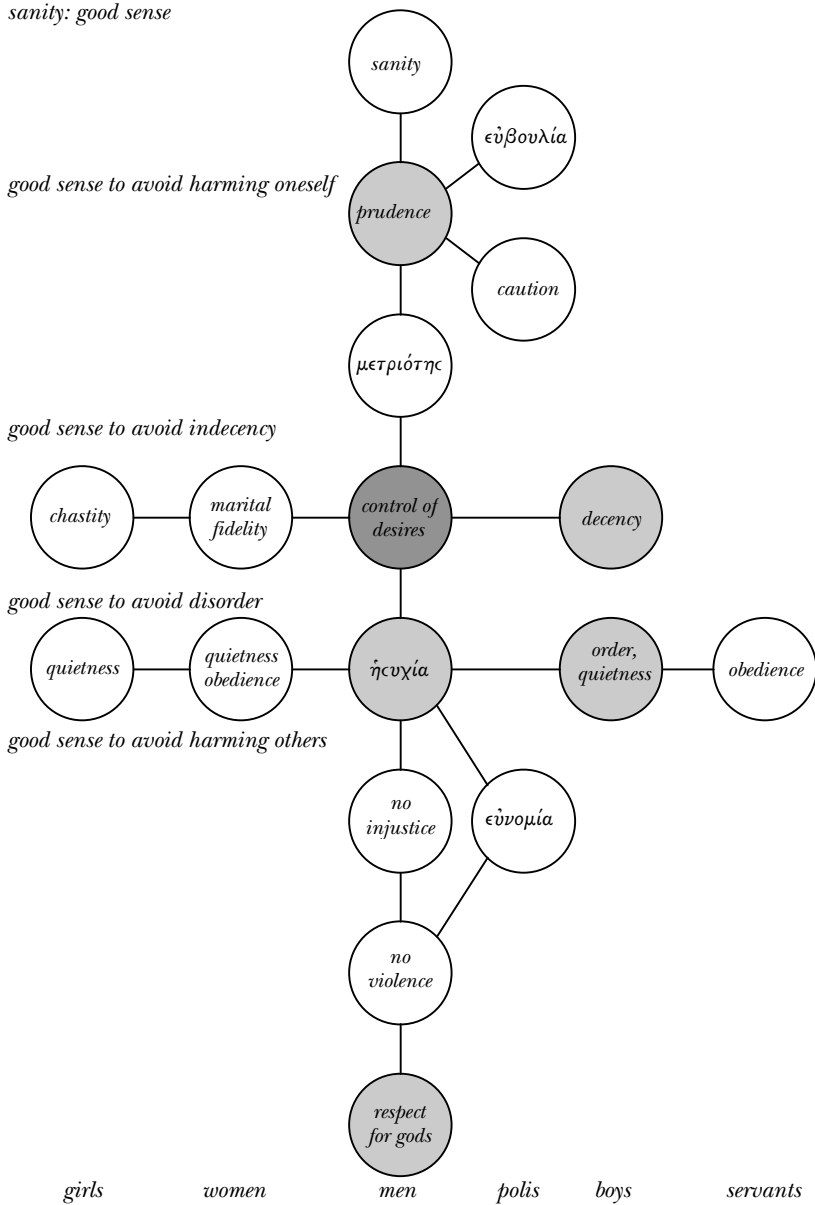 sanity: good sense
sanity
εὐβουλία
good sense to avoid harming oneself
prudence
caution
μετριότηϲ
good sense to avoid indecency
chastity
marital
fidelity
control of
desires
decency
good sense to avoid disorder
quietness
quietness
obedience
ἡϲυχία
order,
quietness
obedience
good sense to avoid harming others
no
injustice
εὐνομία
no
violence
respect
for gods
girls women men polis boys servants